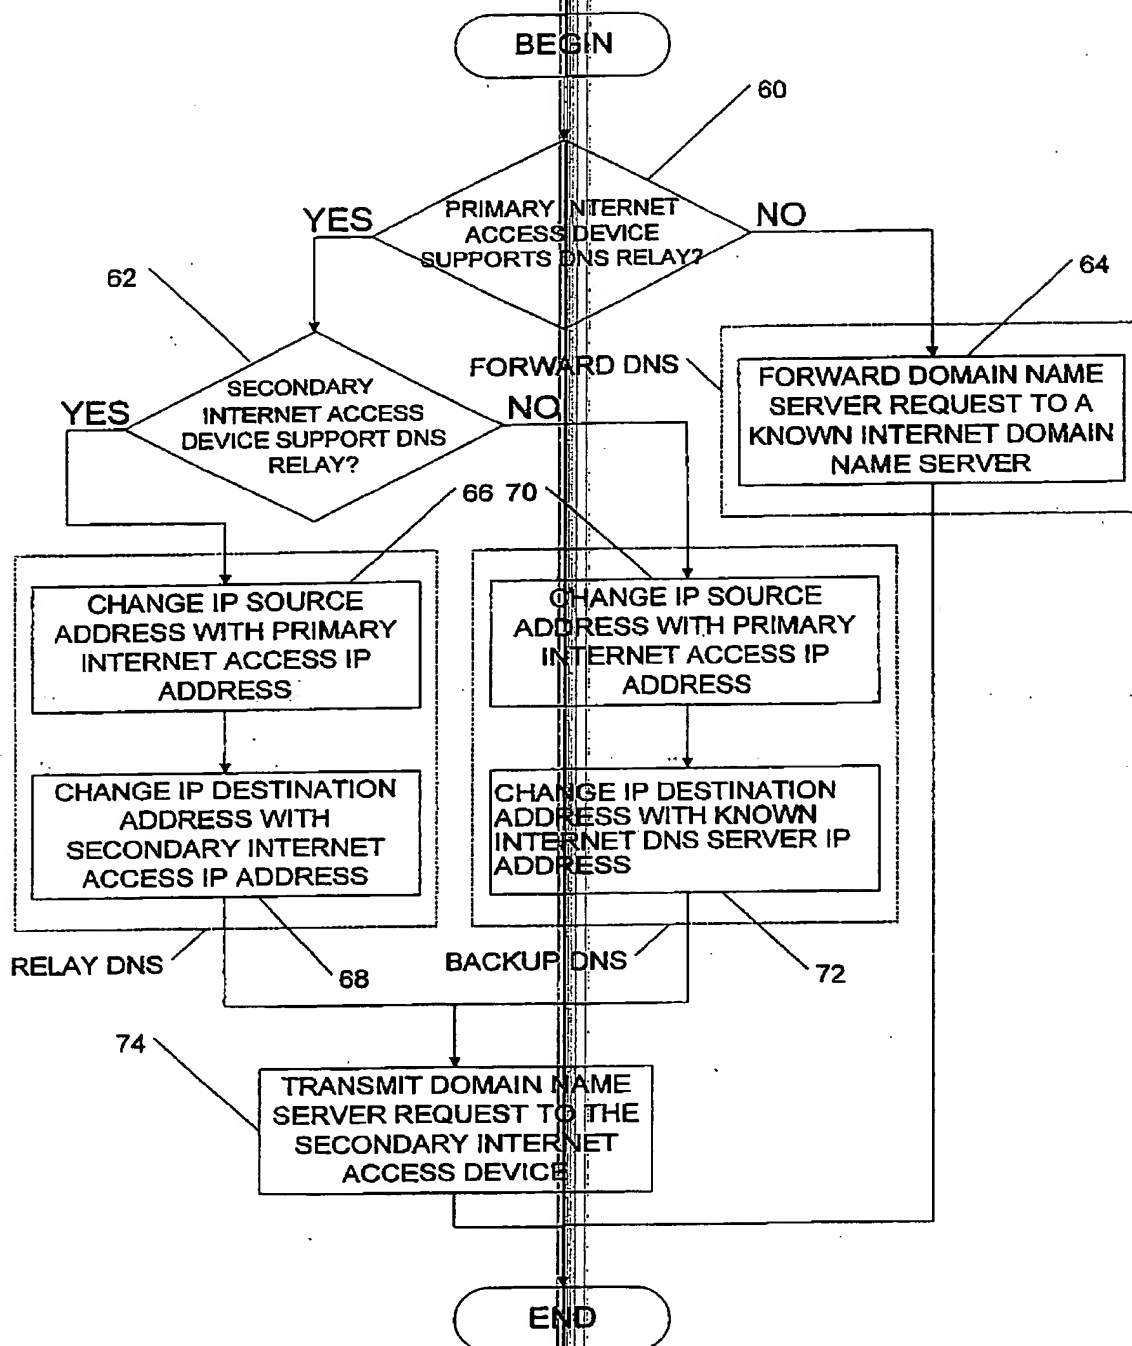 BEGIN
60
YES
PRIMARY INTERNET
ACCESS DEVICE
SUPPORTS DNS RELAY?
NO
62
64
FORWARD DNS
FORWARD DOMAIN NAME
SERVER REQUEST TO A
KNOWN INTERNET DOMAIN
NAME SERVER
YES
SECONDARY
INTERNET ACCESS
DEVICE SUPPORT DNS
RELAY?
NO
66 70
CHANGE IP SOURCE
ADDRESS WITH PRIMARY
INTERNET ACCESS IP
ADDRESS
CHANGE IP SOURCE
ADDRESS WITH PRIMARY
INTERNET ACCESS IP
ADDRESS
CHANGE IP DESTINATION
ADDRESS WITH
SECONDARY INTERNET
ACCESS IP ADDRESS
CHANGE IP DESTINATION
ADDRESS WITH KNOWN
INTERNET DNS SERVER IP
ADDRESS
RELAY DNS
68
BACKUP DNS
72
74
TRANSMIT DOMAIN NAME
SERVER REQUEST TO THE
SECONDARY INTERNET
ACCESS DEVICE
END